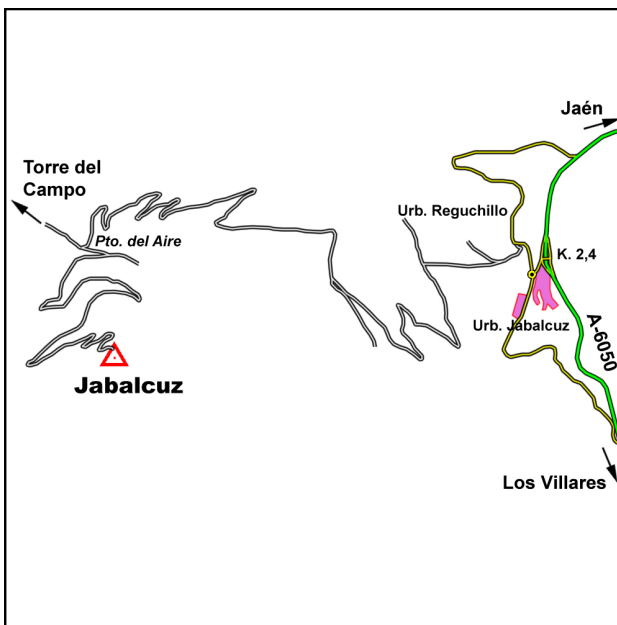 Jaén
Torre del
Campo
Urb. Reguchillo
Pto. del Aire
K. 2,4
Urb. Jabalcuz
A-6050
Jabalcuz
Los Villares